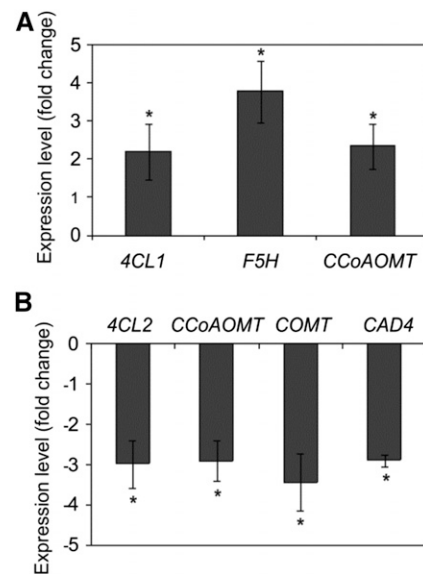 A
Expression level (fold change)
5
4
3
2
1
0
* * *
4CL1 F5H CCoAOMT
B
Expression level (fold change)
4CL2 CCoAOMT COMT CAD4
0
-1
-2
-3
-4
-5
* * * *